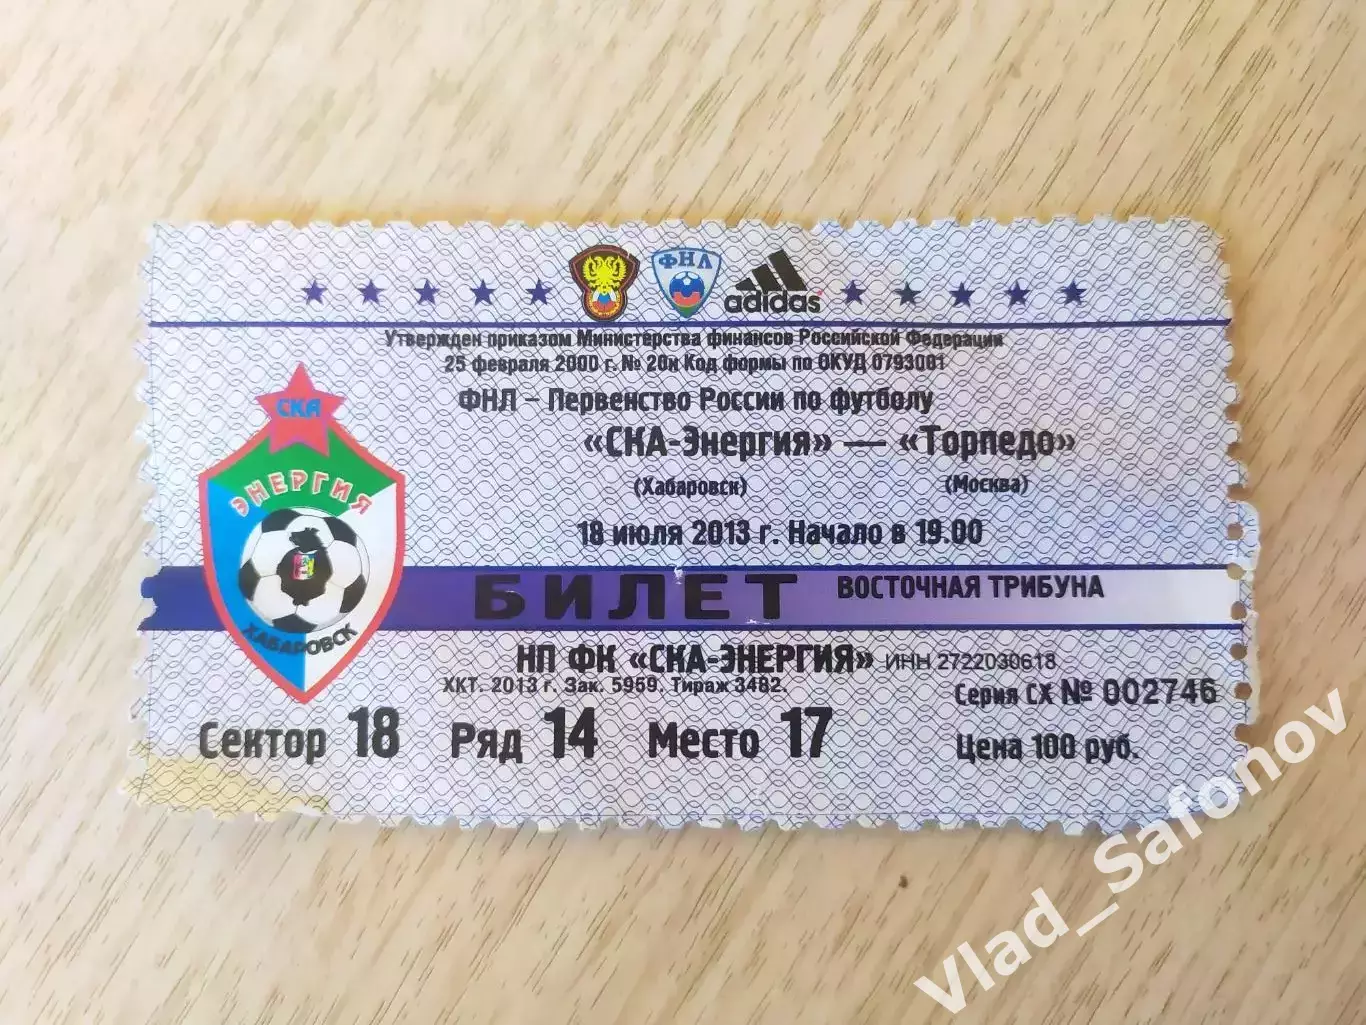 ФНЛ
adidas
Утвержден приказом Министерства финансов Российской Федерации
25 февраля 2000 г. № 20н Код формы по ОКУД 0793001
ФНЛ – Первенство России по футболу
«СКА-Энергия» — «Торпедо»
(Хабаровск) (Москва)
18 июля 2013 г. Начало в 19.00
СКА
ЭНЕРГИЯ
ХАБАРОВСК
БИЛЕТ ВОСТОЧНАЯ ТРИБУНА
НП ФК «СКА-ЭНЕРГИЯ» ИНН 2722030618
ХКТ. 2013 г. Зак. 5959. Тираж 3482.
Серия СХ № 002746
Сектор 18 Ряд 14 Место 17 Цена 100 руб.
Vlad_Safonov